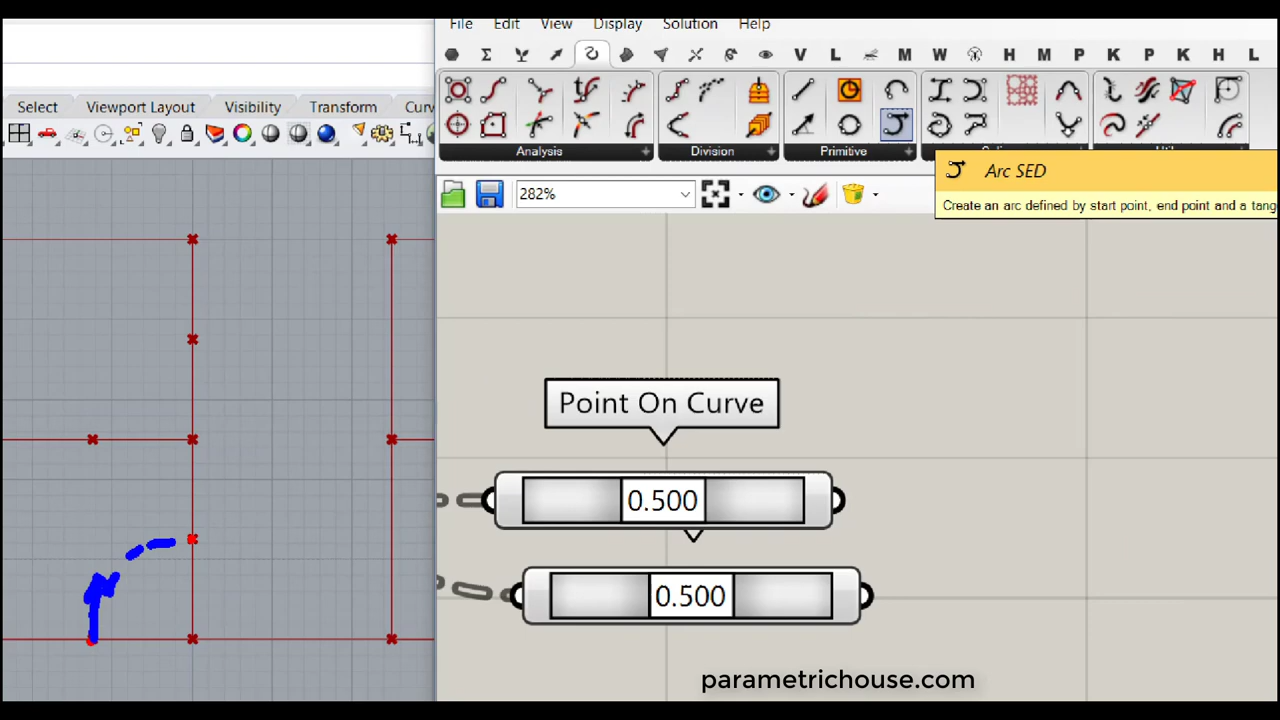 File Edit View Display Solution Help
V L M W H M P K P K H L
Select Viewport Layout Visibility Transform
Analysis Division Primitive
Arc SED
282%
Create an arc defined by start point, end point and a
Point On Curve
0.500
0.500
parametrichouse.com